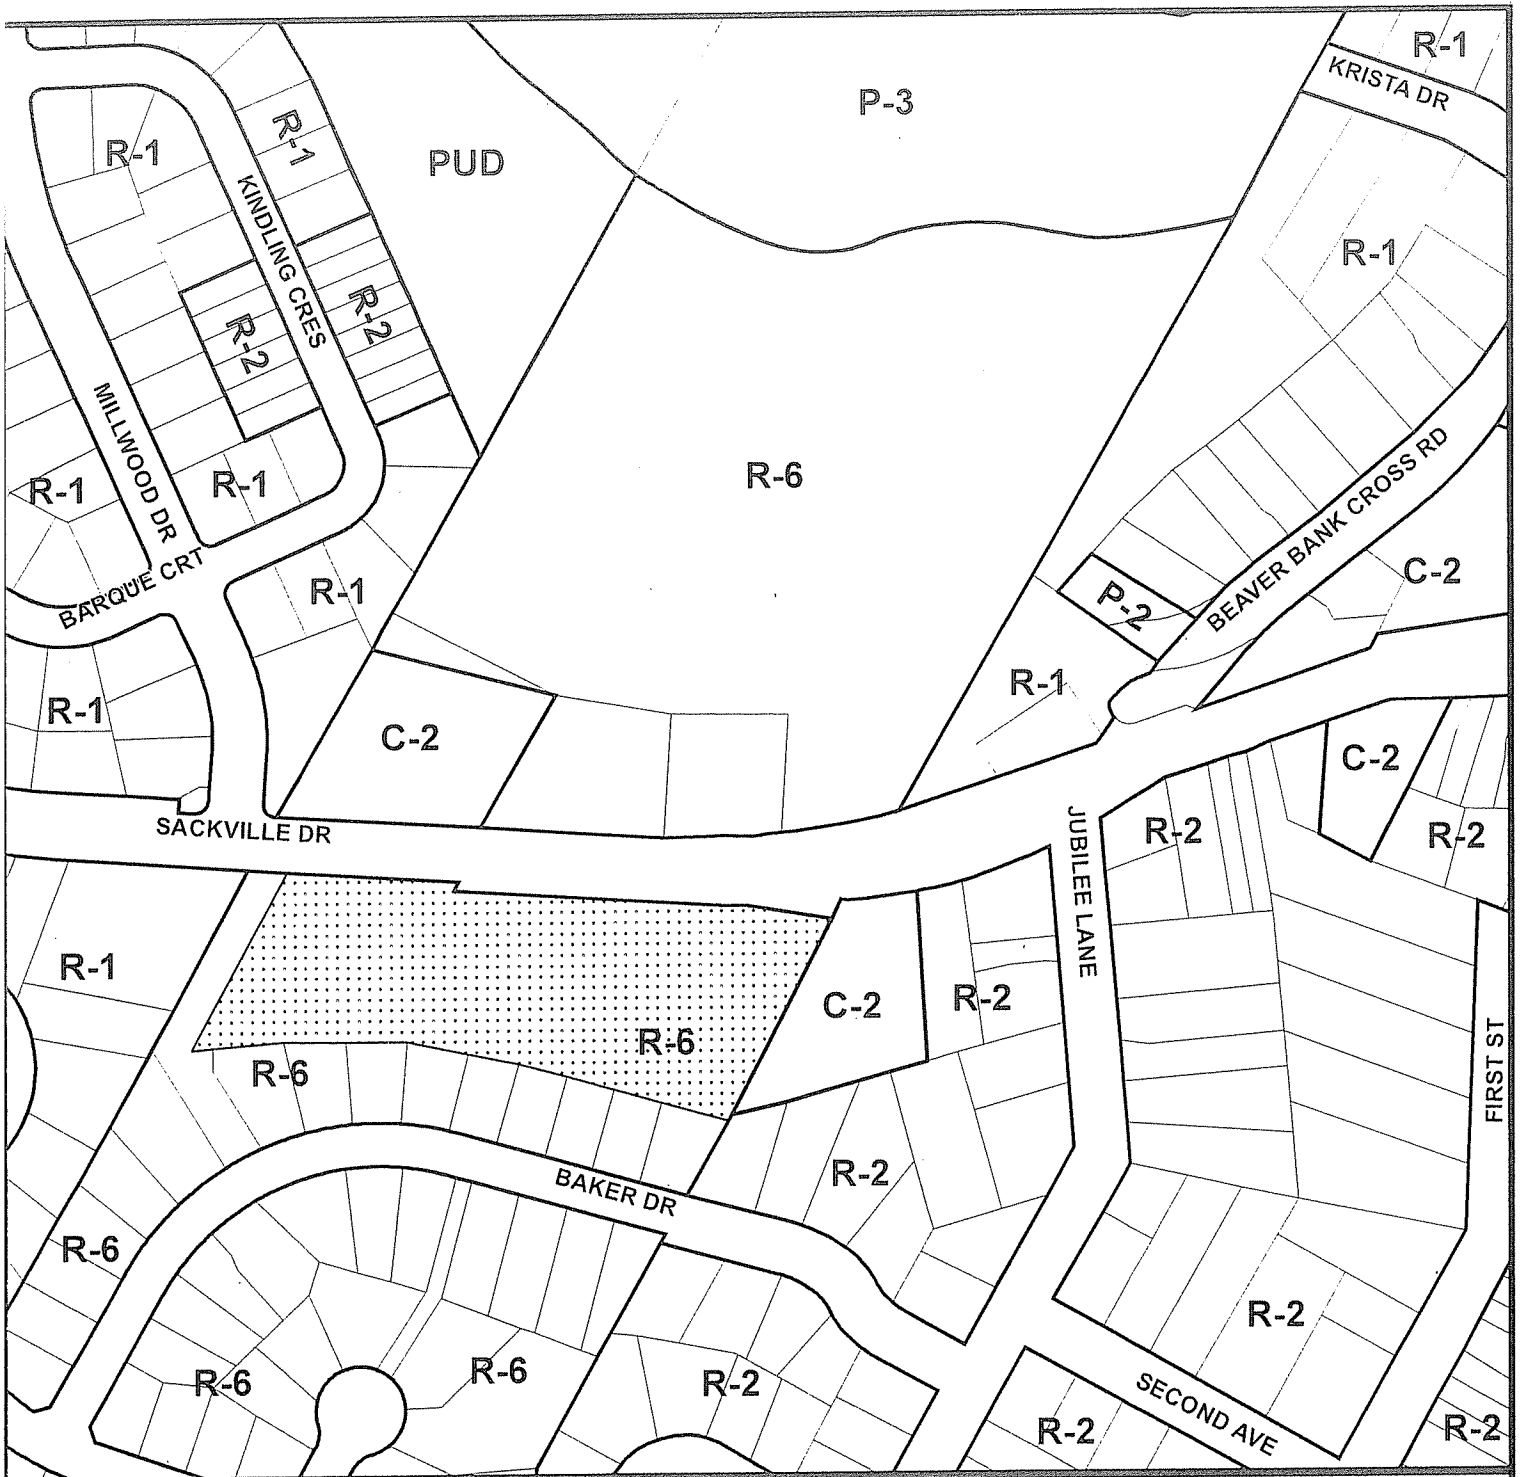 R-1
KRISTA DR
P-3
R-1
R-1
PUD
KINDLING CRES
R-1
R-2
R-2
MILLWOOD DR
BEAVER BANK CROSS RD
R-6
R-1
R-1
BARQUE CRT
R-1
C-2
P-2
R-1
R-1
C-2
C-2
SACKVILLE DR
JUBILEE LANE
R-2
R-2
R-1
C-2
R-2
R-6
R-6
FIRST ST
R-2
BAKER DR
R-6
R-2
R-6
R-6
R-2
SECOND AVE
R-2
R-2